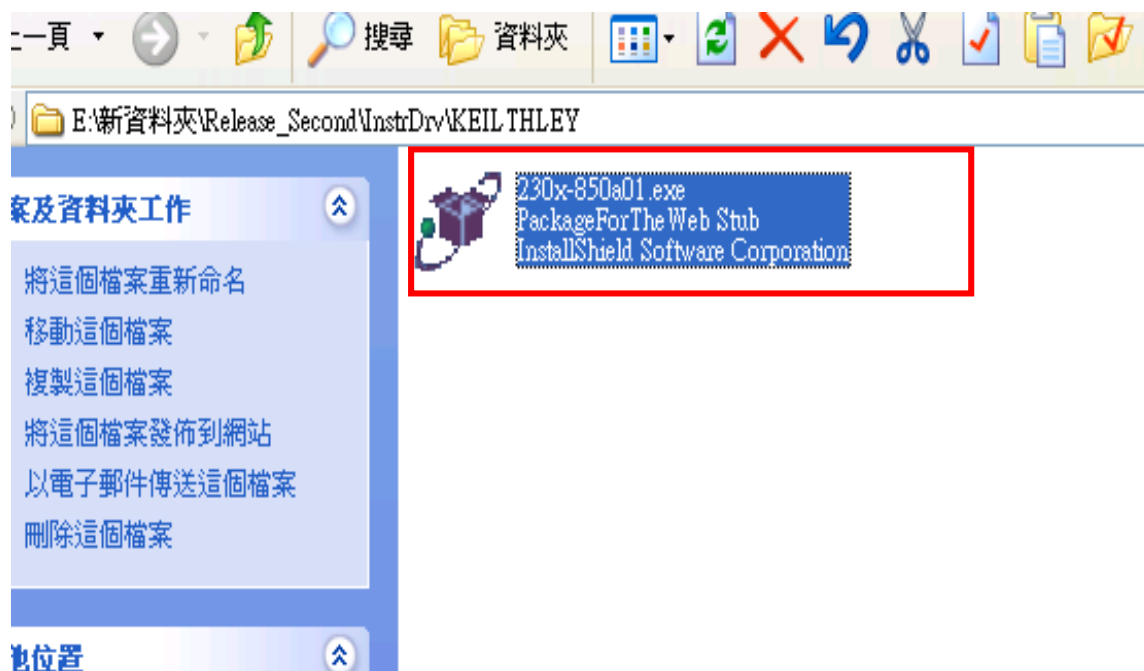 一頁
搜尋
資料夾
E:\新資料夾\Release_Second\InstrDrv\KEILTHLEY
案及資料夾工作
230x-850a01.exe
PackageForTheWeb Stub
InstallShield Software Corporation
將這個檔案重新命名
移動這個檔案
複製這個檔案
將這個檔案發佈到網站
以電子郵件傳送這個檔案
刪除這個檔案
他位置